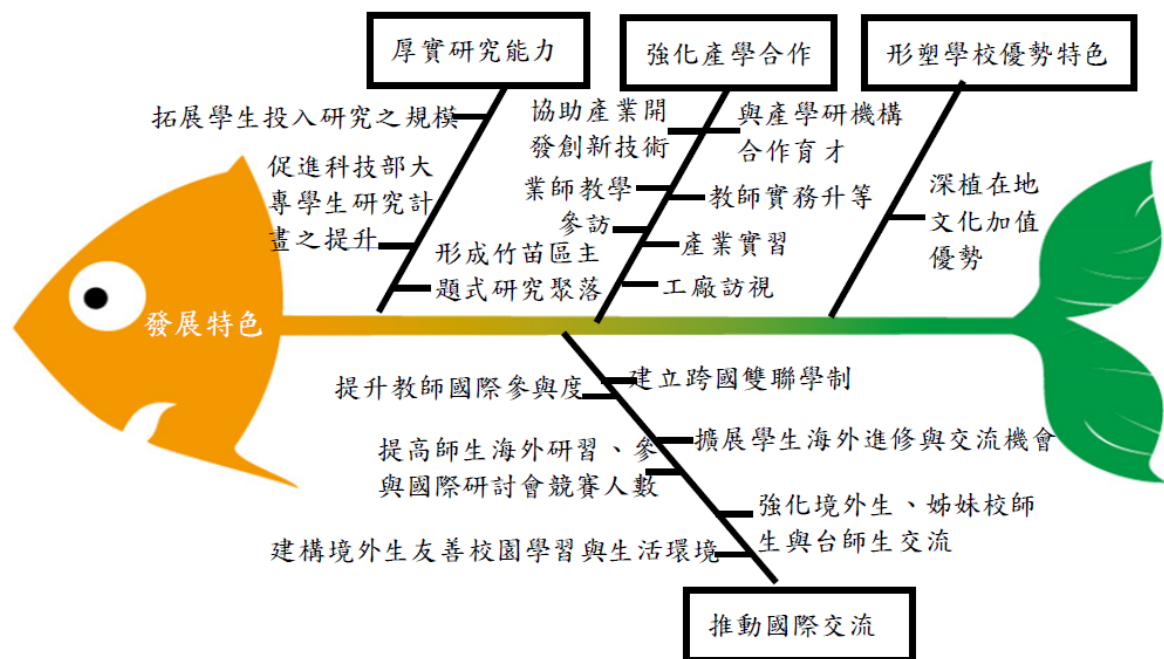 厚實研究能力
強化產學合作
形塑學校優勢特色
拓展學生投入研究之規模
促進科技部大
專學生研究計
畫之提升
形成竹苗區主
題式研究聚落
協助產業開
發創新技術
業師教學
參訪
與產學研機構
合作育才
教師實務升等
產業實習
工廠訪視
深植在地
文化加值
優勢
發展特色
提升教師國際參與度
建立跨國雙聯學制
提高師生海外研習、參
與國際研討會競賽人數
擴展學生海外進修與交流機會
建構境外生友善校園學習與生活環境
強化境外生、姊妹校師
生與台師生交流
推動國際交流